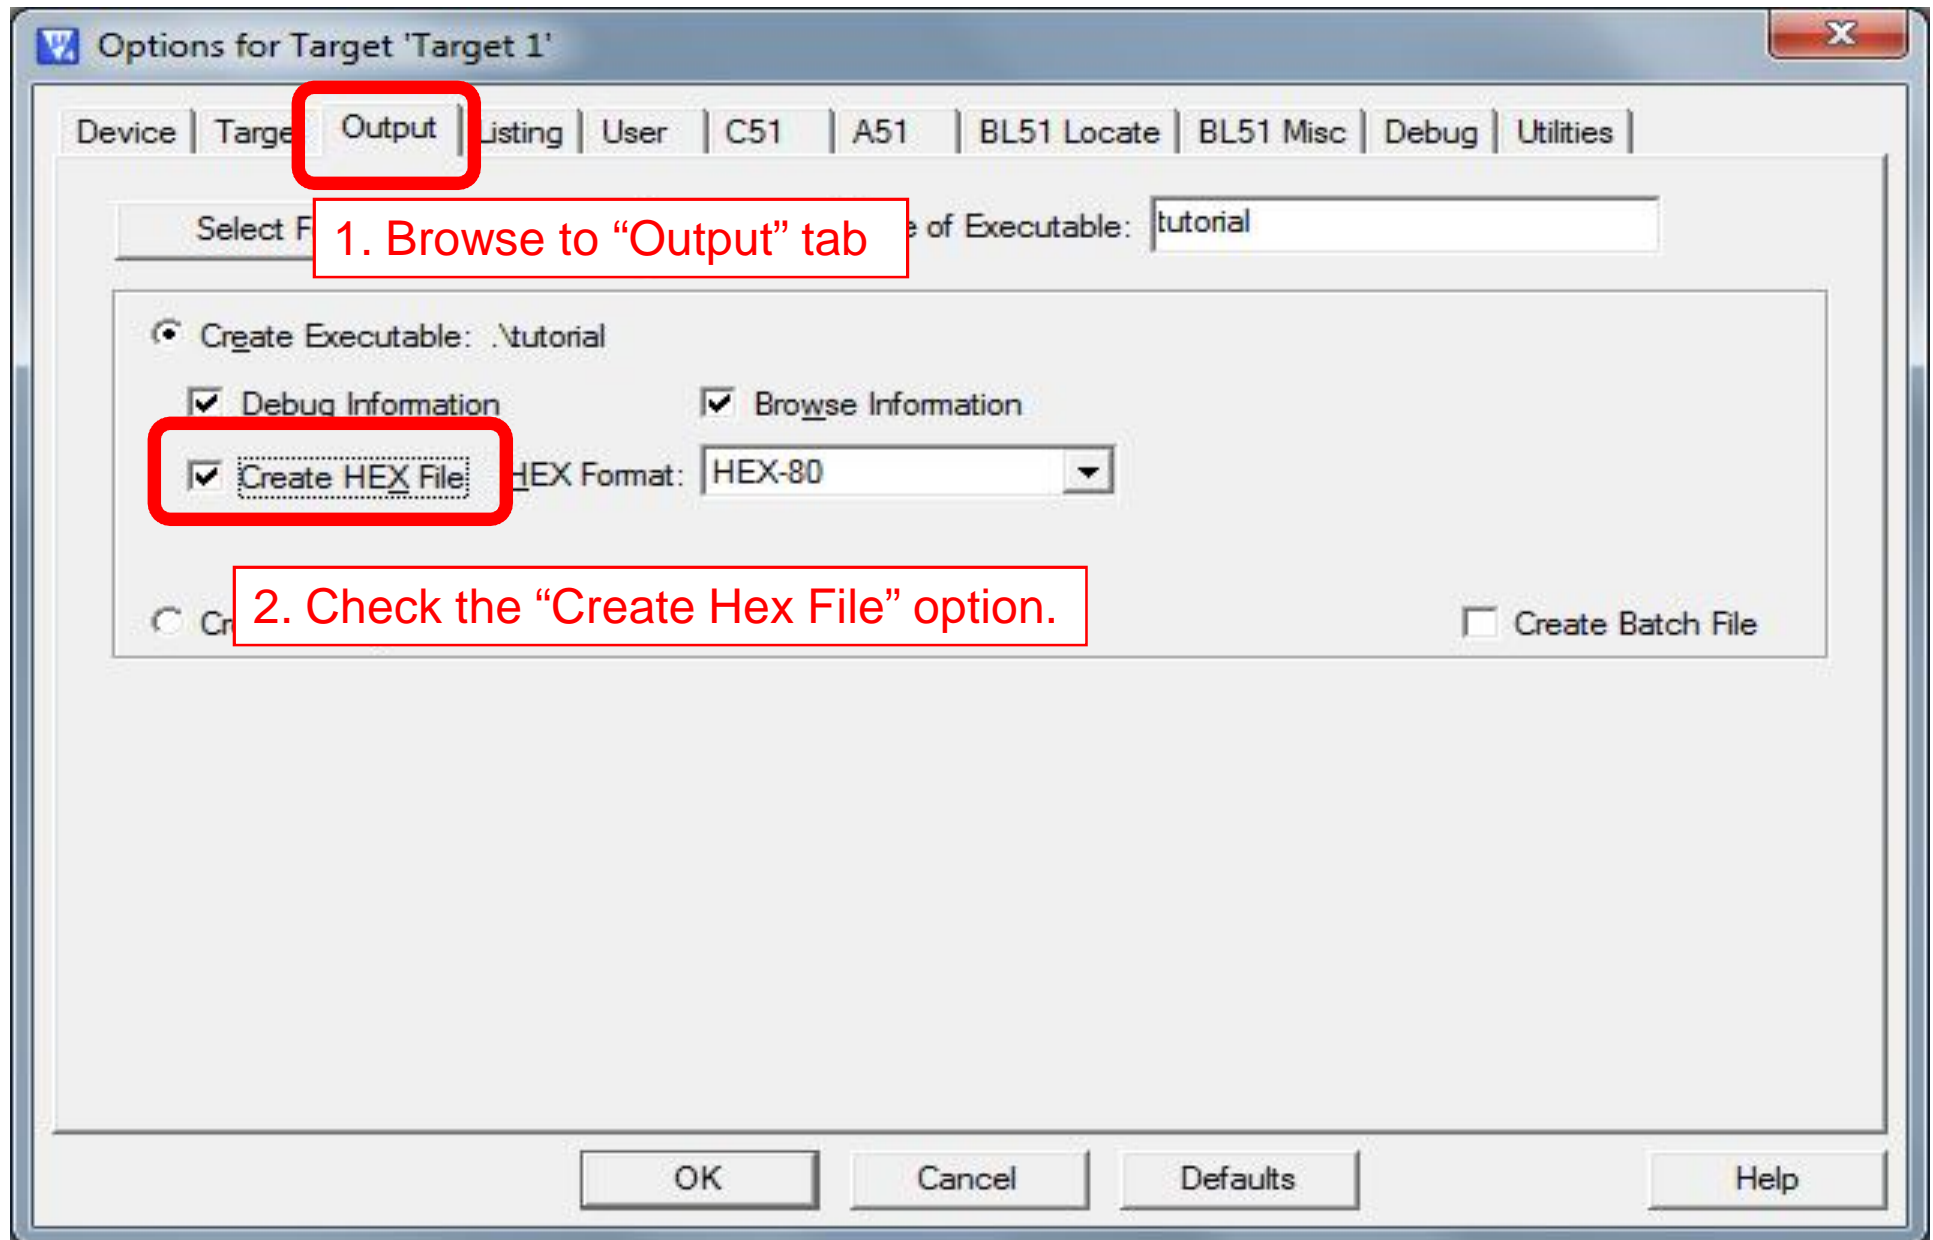 Options for Target 'Target 1'
Device Targe Output Listing User C51 A51 BL51 Locate BL51 Misc Debug Utilities
Select 1. Browse to “Output” tab of Executable: tutorial
Create Executable: .\tutorial
Debug Information Browse Information
Create HEX File HEX Format: HEX-80
2. Check the “Create Hex File” option. Create Batch File
OK Cancel Defaults Help